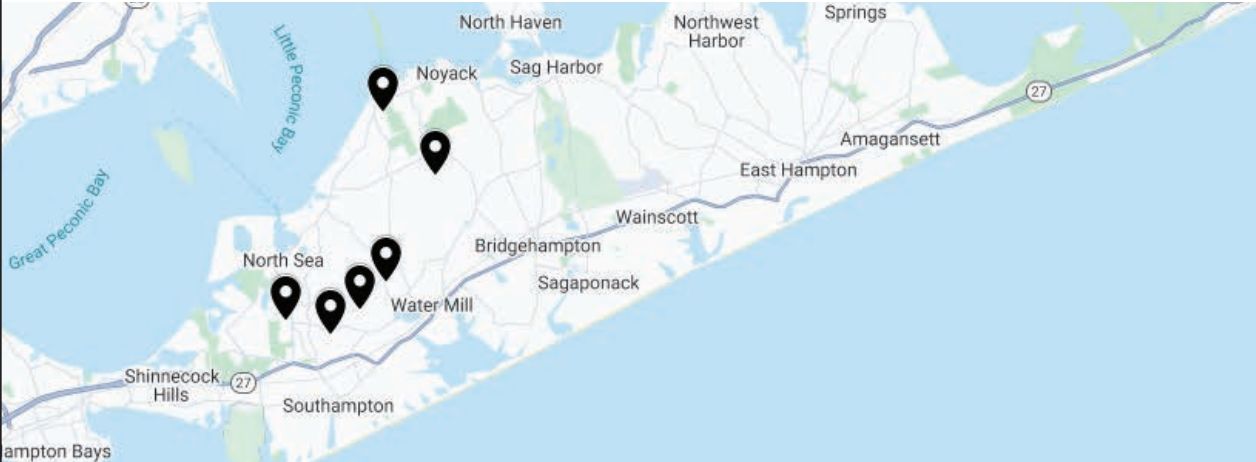 Springs
North Haven
Northwest
Harbor
Little Peconic Bay
Noyack
Sag Harbor
27
Amagansett
East Hampton
Great Peconic Bay
Wainscott
Bridgehampton
North Sea
Sagaponack
Water Mill
Shinnecock
Hills
27
Southampton
ampton Bays